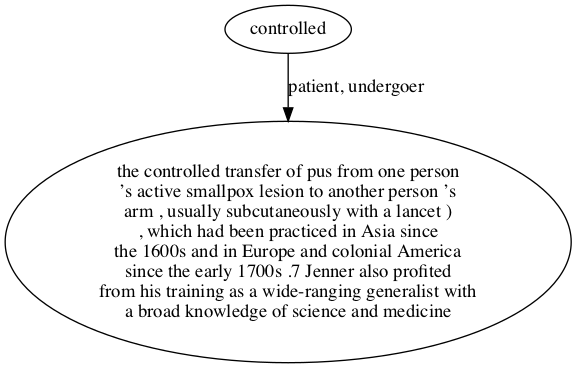 controlled
patient, undergoer
the controlled transfer of pus from one person
's active smallpox lesion to another person 's
arm , usually subcutaneously with a lancet )
, which had been practiced in Asia since
the 1600s and in Europe and colonial America
since the early 1700s .7 Jenner also profited
from his training as a wide-ranging generalist with
a broad knowledge of science and medicine